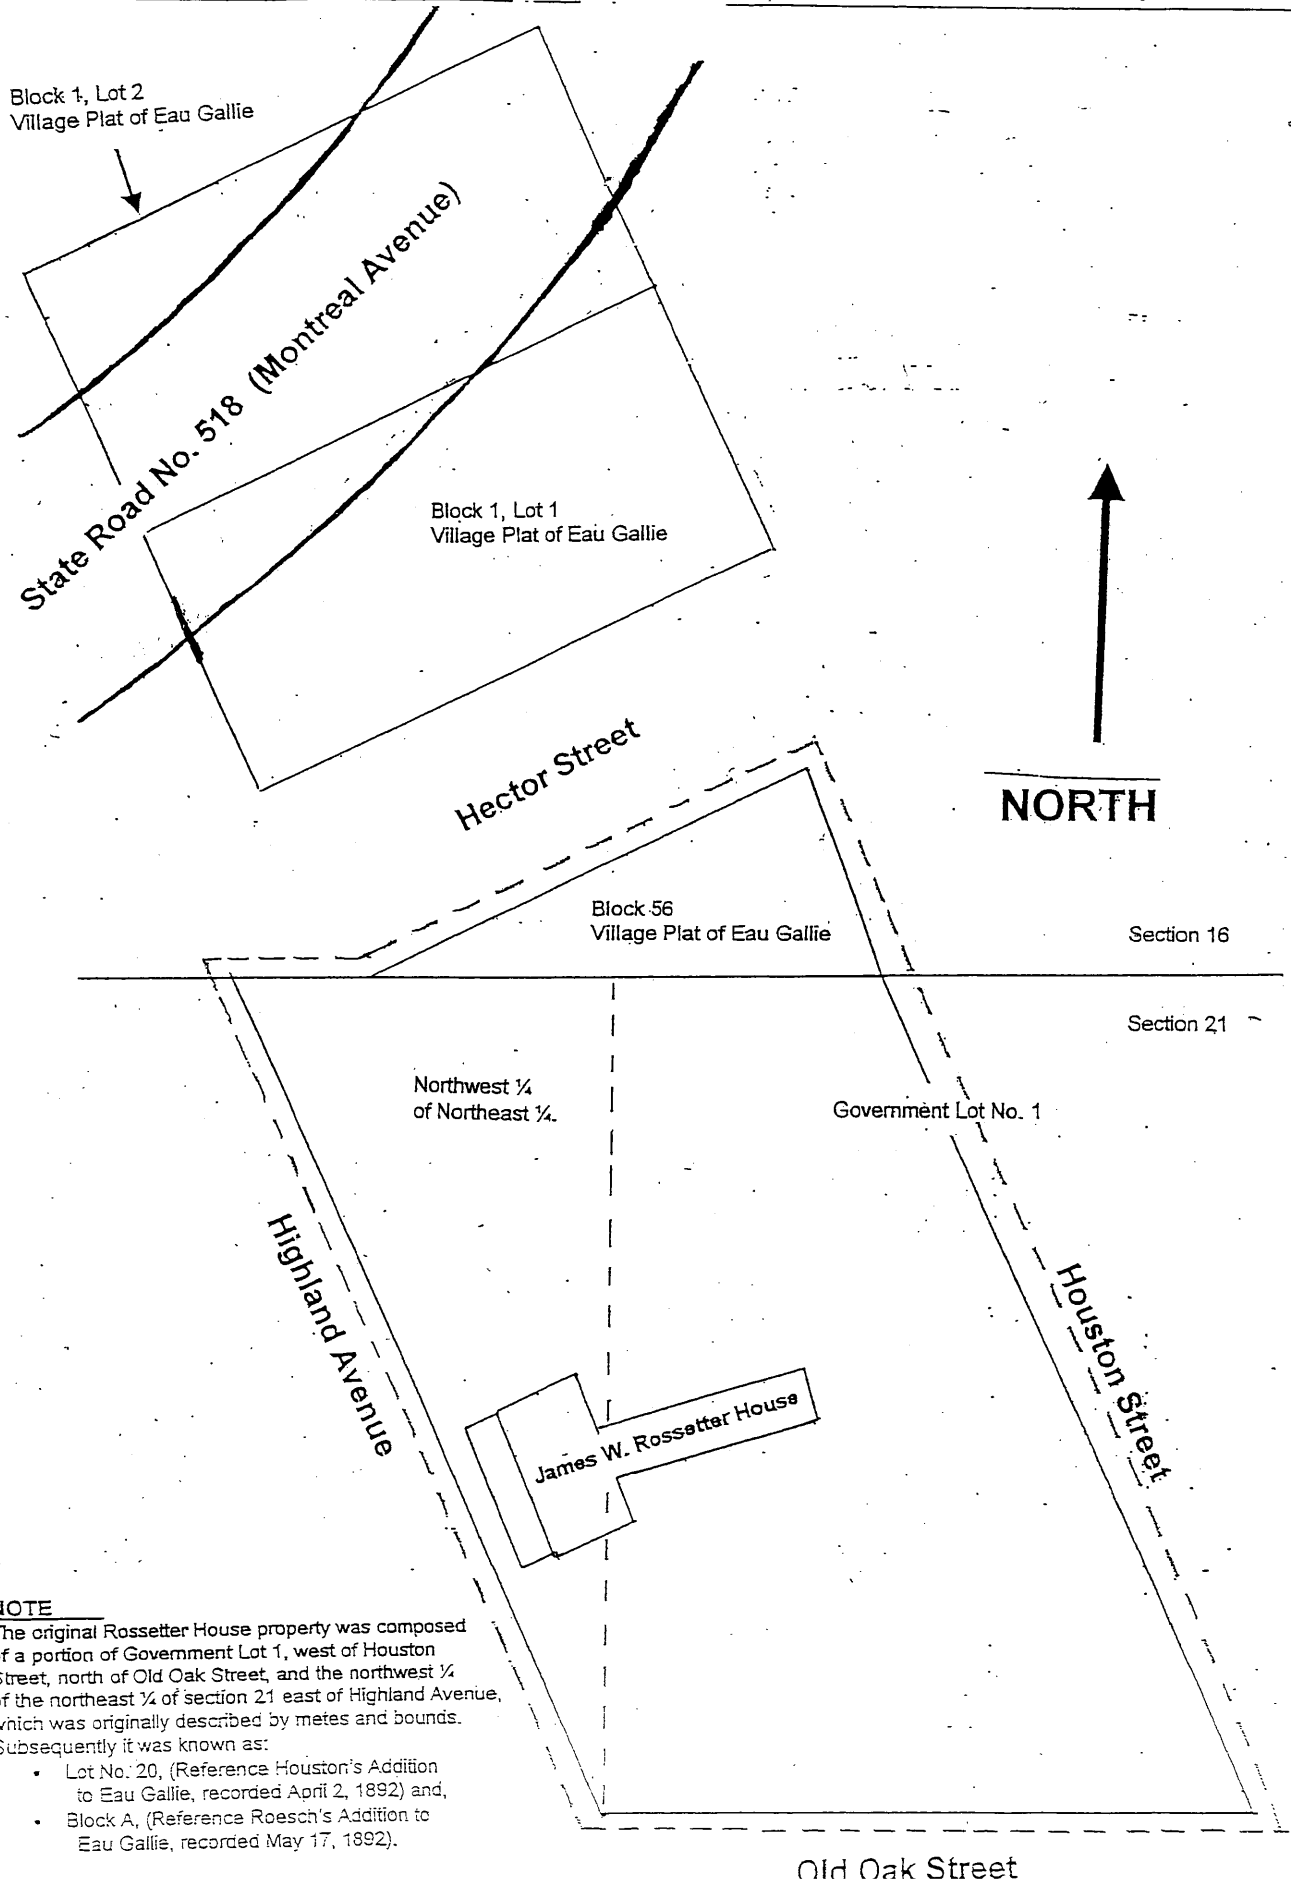 Block 1, Lot 2
Village Plat of Eau Gallie
State Road No. 518 (Montreal Avenue)
Block 1, Lot 1
Village Plat of Eau Gallie
Hector Street
NORTH
Block 56
Village Plat of Eau Gallie
Section 16
Section 21
Northwest ¼
of Northeast ¼.
Government Lot No. 1
Highland Avenue
Houston Street
James W. Rossetter House
NOTE
The original Rossetter House property was composed
of a portion of Government Lot 1, west of Houston
Street, north of Old Oak Street, and the northwest ¼
of the northeast ¼ of section 21 east of Highland Avenue,
which was originally described by metes and bounds.
Subsequently it was known as:
• Lot No. 20, (Reference Houston's Addition
to Eau Gallie, recorded April 2, 1892) and,
• Block A, (Reference Roesch's Addition to
Eau Gallie, recorded May 17, 1892).
Old Oak Street